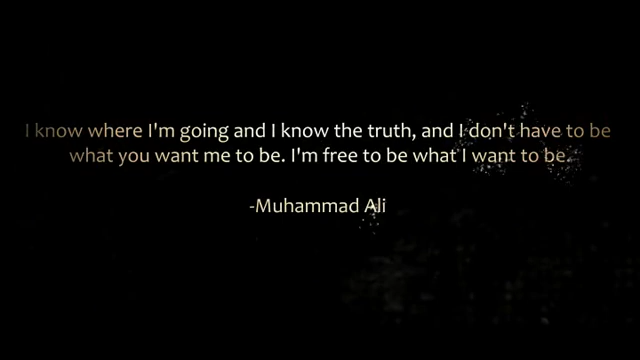 I know where I'm going and I know the truth, and I don't have to be
what you want me to be. I'm free to be what I want to be.
-Muhammad Ali